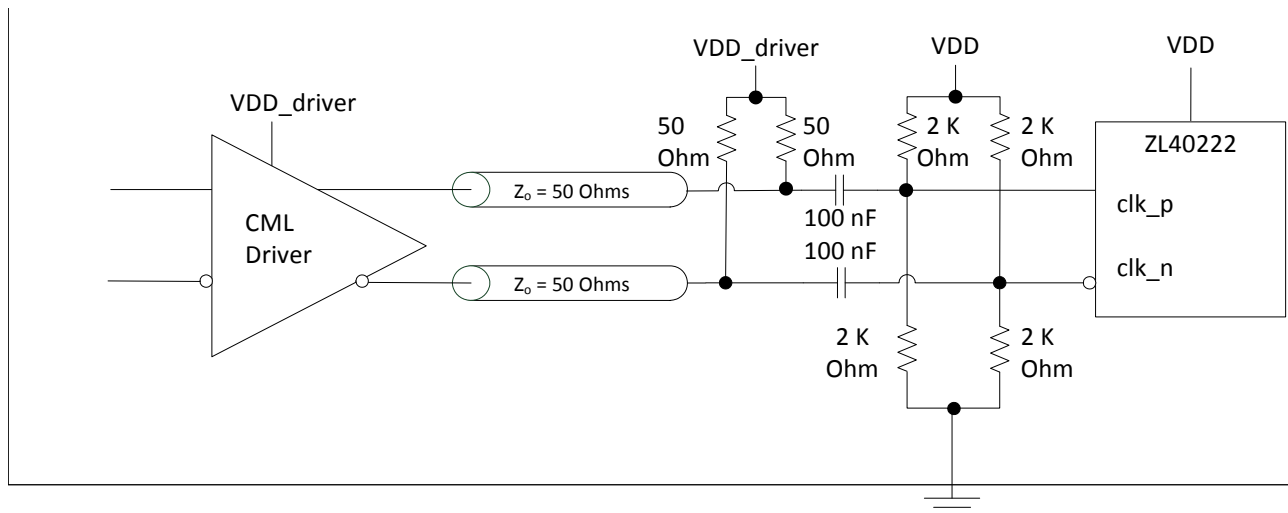 VDD_driver
VDD
VDD
VDD_driver
50
Ohm
50
Ohm
2 K
Ohm
2 K
Ohm
ZL40222
Zₒ = 50 Ohms
clk_p
CML
Driver
100 nF
100 nF
clk_n
Zₒ = 50 Ohms
2 K
Ohm
2 K
Ohm